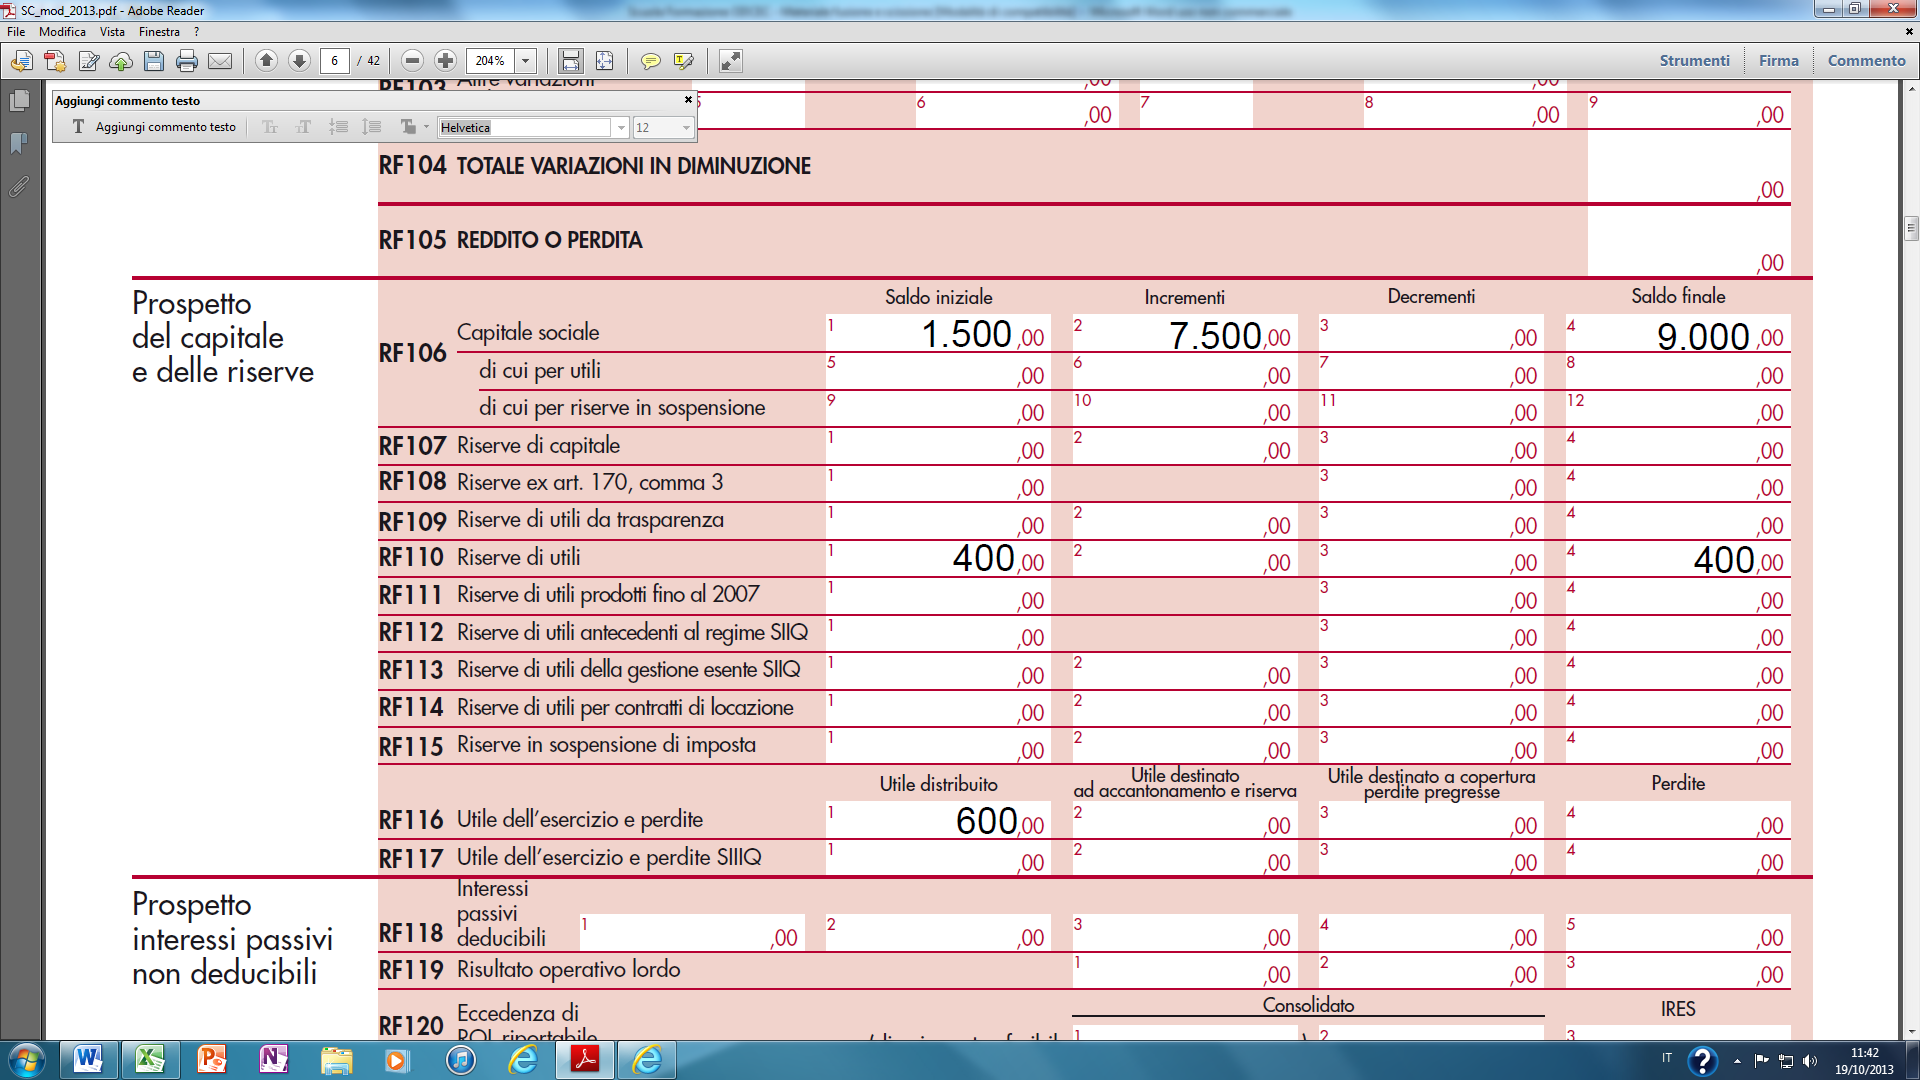 SC_mod_2013.pdf - Adobe Reader
File Modifica Vista Finestra ?
6 / 42 204% Strumenti Firma Commento
Aggiungi commento testo
T Aggiungi commento testo Helvetica 12
RF103 Altre variazioni ,00 ,00
6 ,00 7 8 ,00 9 ,00
RF104 TOTALE VARIAZIONI IN DIMINUZIONE ,00
RF105 REDDITO O PERDITA ,00
Prospetto
del capitale
e delle riserve
Saldo iniziale Incrementi Decrementi Saldo finale
RF106 Capitale sociale 1 1.500,00 2 7.500,00 3 ,00 4 9.000,00
di cui per utili 5 ,00 6 ,00 7 ,00 8 ,00
di cui per riserve in sospensione 9 ,00 10 ,00 11 ,00 12 ,00
RF107 Riserve di capitale 1 ,00 2 ,00 3 ,00 4 ,00
RF108 Riserve ex art. 170, comma 3 1 ,00 3 ,00 4 ,00
RF109 Riserve di utili da trasparenza 1 ,00 2 ,00 3 ,00 4 ,00
RF110 Riserve di utili 1 400,00 2 ,00 3 ,00 4 400,00
RF111 Riserve di utili prodotti fino al 2007 1 ,00 3 ,00 4 ,00
RF112 Riserve di utili antecedenti al regime SIIQ 1 ,00 3 ,00 4 ,00
RF113 Riserve di utili della gestione esente SIIQ 1 ,00 2 ,00 3 ,00 4 ,00
RF114 Riserve di utili per contratti di locazione 1 ,00 2 ,00 3 ,00 4 ,00
RF115 Riserve in sospensione di imposta 1 ,00 2 ,00 3 ,00 4 ,00
Utile distribuito Utile destinato ad accantonamento e riserva Utile destinato a copertura perdite pregresse Perdite
RF116 Utile dell'esercizio e perdite 1 600,00 2 ,00 3 ,00 4 ,00
RF117 Utile dell'esercizio e perdite SIIIQ 1 ,00 2 ,00 3 ,00 4 ,00
Prospetto
interessi passivi
non deducibili
RF118 Interessi passivi deducibili 1 ,00 2 ,00 3 ,00 4 ,00 5 ,00
RF119 Risultato operativo lordo 1 ,00 2 ,00 3 ,00
Consolidato IRES
RF120 Eccedenza di ROL riportabile 1 2 3
IT 11:42
19/10/2013